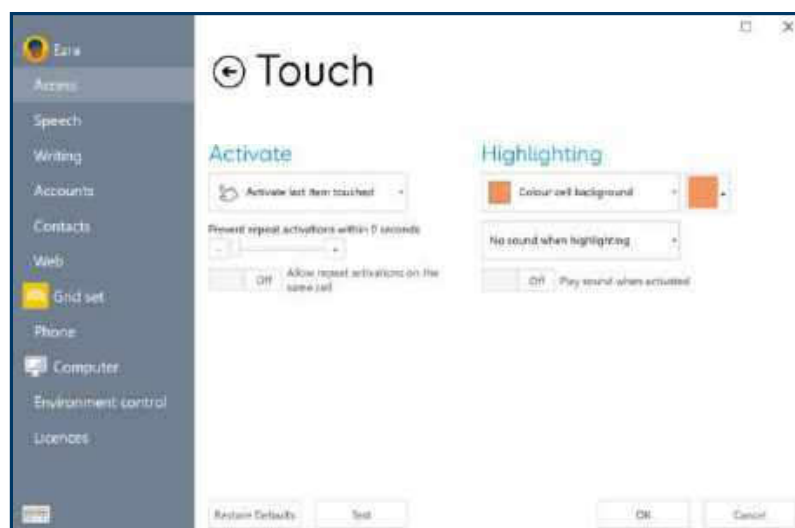 Ezra
Access
Speech
Writing
Accounts
Contacts
Web
Grid set
Phone
Computer
Environment control
Licences
Touch
Activate
Activate last item touched
Prevent repeat activations within 0 seconds
- +
Off Allow repeat activations on the
same cell
Highlighting
Colour cell background
No sound when highlighting
Off Play sound when activated
Restore Defaults Test OK Cancel